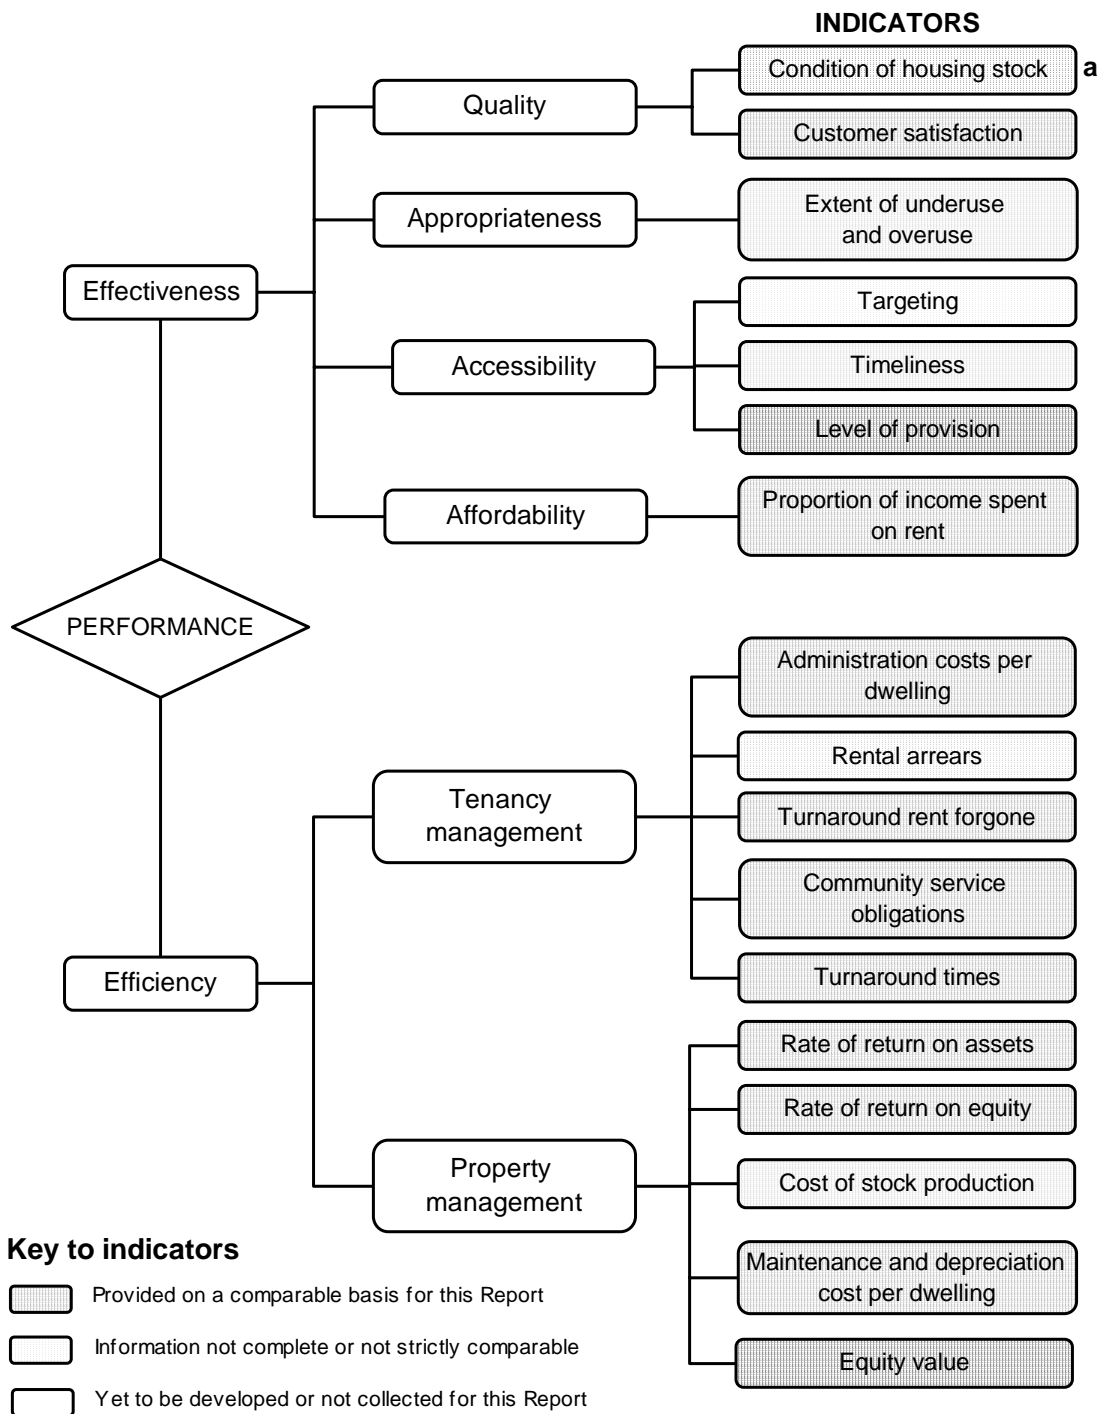 INDICATORS
Condition of housing stock
a
Quality
Customer satisfaction
Appropriateness
Extent of underuse
and overuse
Effectiveness
Targeting
Accessibility
Timeliness
Level of provision
Affordability
Proportion of income spent
on rent
PERFORMANCE
Administration costs per
dwelling
Rental arrears
Tenancy
management
Turnaround rent forgone
Community service
obligations
Efficiency
Turnaround times
Rate of return on assets
Rate of return on equity
Property
management
Cost of stock production
Maintenance and depreciation
cost per dwelling
Equity value
Key to indicators
Provided on a comparable basis for this Report
Information not complete or not strictly comparable
Yet to be developed or not collected for this Report